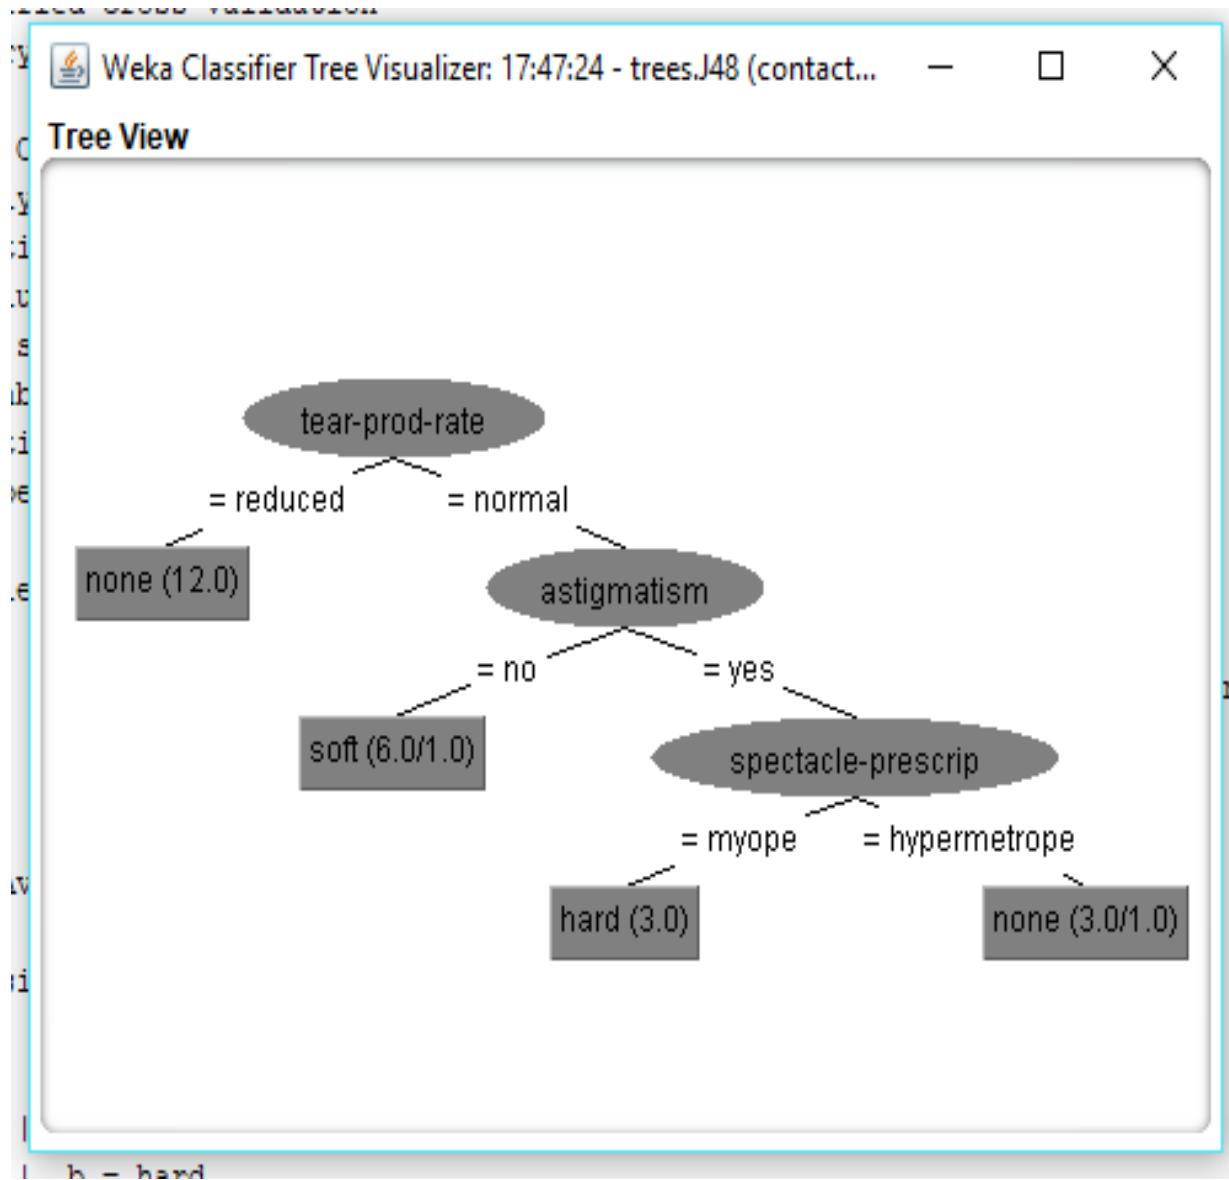 Weka Classifier Tree Visualizer: 17:47:24 - trees.J48 (contact...
Tree View
tear-prod-rate
= reduced = normal
none (12.0)
astigmatism
= no = yes
soft (6.0/1.0)
spectacle-prescrip
= myope = hypermetrope
hard (3.0) none (3.0/1.0)
| b = hard